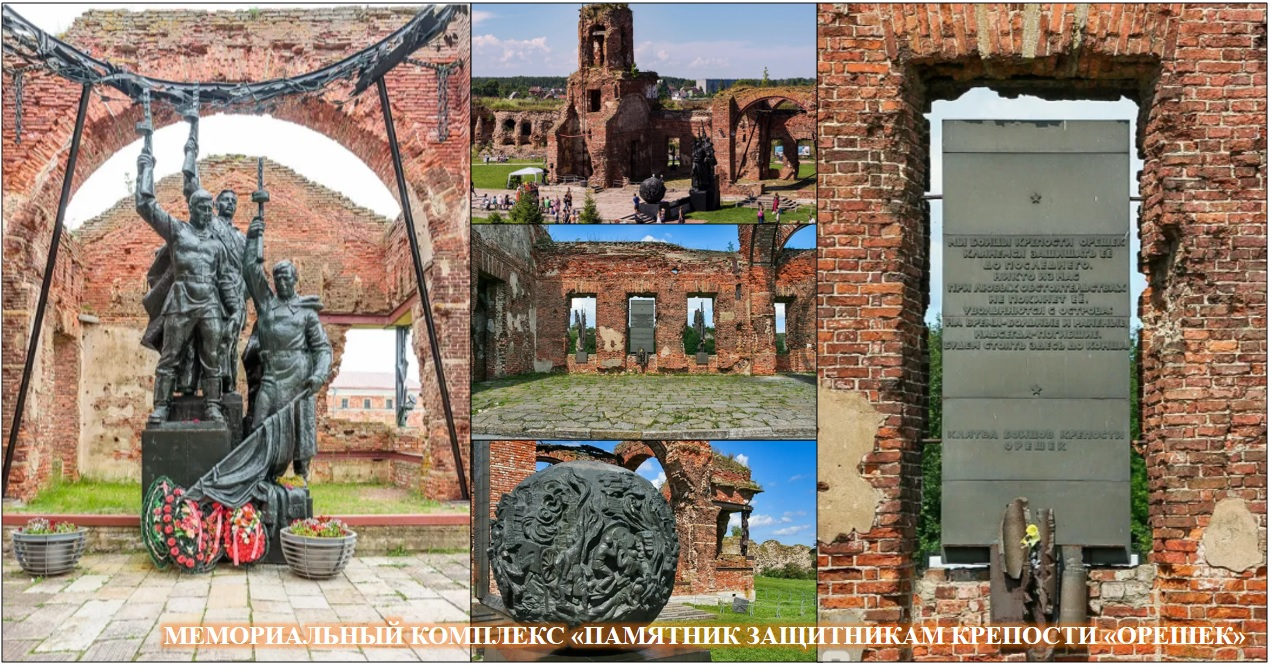 МЫ БОЙЦЫ КРЕПОСТИ ОРЕШЕК
КЛЯНЕМСЯ ЗАЩИЩАТЬ ЕЁ
ДО ПОСЛЕДНЕГО.
НИКТО ИЗ НАС
ПРИ ЛЮБЫХ ОБСТОЯТЕЛЬСТВАХ
НЕ ПОКИНЕТ ЕЁ.
УВОЛЬНЯЮТСЯ С ОСТРОВА:
НА ВРЕМЯ-БОЛЬНЫЕ И РАНЕНЫЕ
НАВСЕГДА-ПОГИБШИЕ.
БУДЕМ СТОЯТЬ ЗДЕСЬ ДО КОНЦА
КЛЯТВА БОЙЦОВ КРЕПОСТИ
ОРЕШЕК
МЕМОРИАЛЬНЫЙ КОМПЛЕКС «ПАМЯТНИК ЗАЩИТНИКАМ КРЕПОСТИ «ОРЕШЕК»